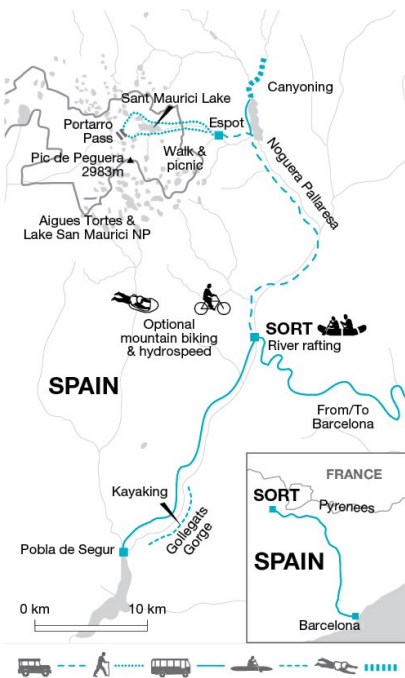 Canyoning
Sant Maurici Lake
Portarro
Pass
Espot
Pic de Peguera
2983m
Walk &
picnic
Noguera Pallaresa
Aigues Tortes &
Lake San Maurici NP
Optional
mountain biking
& hydrospeed
SORT
River rafting
SPAIN
From/To
Barcelona
Kayaking
Gollegats
Gorge
Pobla de Segur
0 km
10 km
FRANCE
SORT
Pyrenees
SPAIN
Barcelona